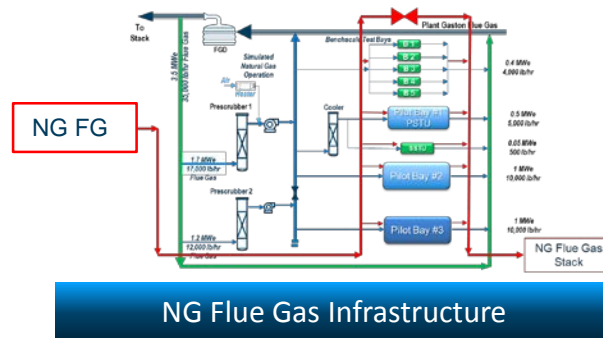 To
Stack
FGD
Plant Gaston Flue Gas
3.5 MWe
35,000 lb/hr Flue Gas
Simulated
Natural Gas
Operation
Air
Heater
Benchscale Test Bays
B 1
B 2
B 3
B 4
B 5
0.4 MWe
4,000 lb/hr
NG FG
Prescrubber 1
Cooler
Pilot Bay #1
PSTU
0.5 MWe
5,000 lb/hr
SSTU
0.05 MWe
500 lb/hr
1.7 MWe
17,000 lb/hr
Flue Gas
Pilot Bay #2
1 MWe
10,000 lb/hr
Prescrubber 2
1.2 MWe
12,000 lb/hr
Flue Gas
Pilot Bay #3
1 MWe
10,000 lb/hr
NG Flue Gas
Stack
NG Flue Gas Infrastructure